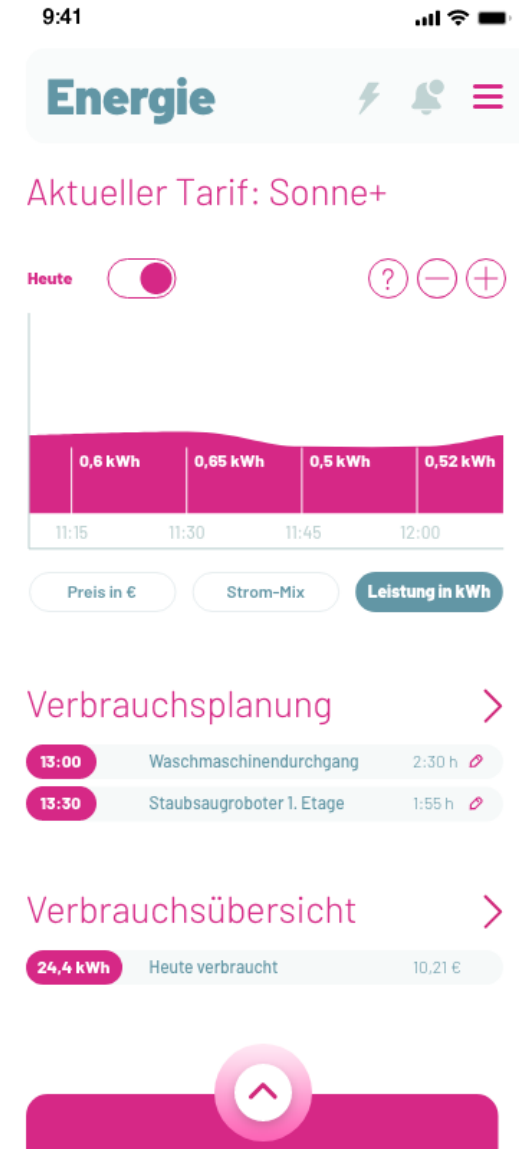 9:41
Energie
Aktueller Tarif: Sonne+
Heute
?
0,6 kWh 0,65 kWh 0,5 kWh 0,52 kWh
11:15 11:30 11:45 12:00
Preis in € Strom-Mix Leistung in kWh
Verbrauchsplanung
13:00 Waschmaschinendurchgang 2:30 h
13:30 Staubsaugroboter 1. Etage 1:55 h
Verbrauchsübersicht
24,4 kWh Heute verbraucht 10,21 €